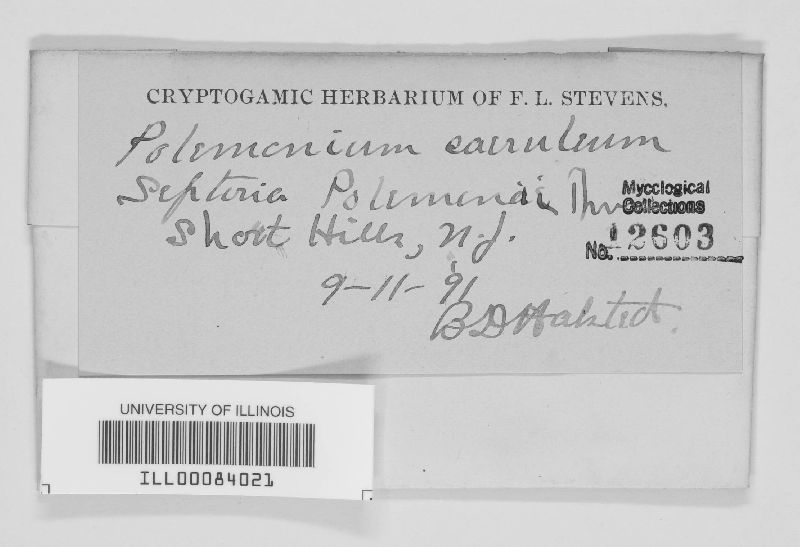 CRYPTOGAMIC HERBARIUM OF F. L. STEVENS.
Polemonium caeruleum
Septoria Polemonii
Mycological
Collections
Short Hills, N.J.
No. 12603
9-11-'91
B D Halsted.
UNIVERSITY OF ILLINOIS
ILL00084021